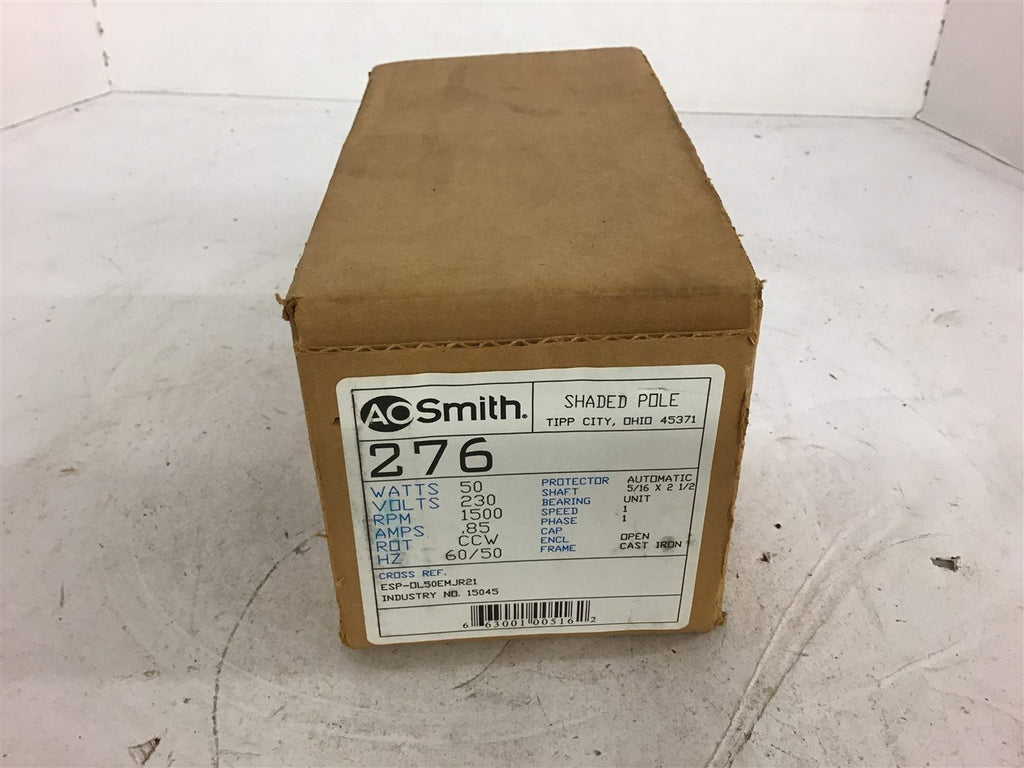 AO Smith.
SHADED POLE
TIPP CITY, OHIO 45371
276
WATTS 50
VOLTS 230
RPM 1500
AMPS .85
ROT CCW
HZ 60/50
PROTECTOR AUTOMATIC
SHAFT 5/16 X 2 1/2
BEARING UNIT
SPEED 1
PHASE 1
CAP
ENCL OPEN
FRAME CAST IRON
CROSS REF.
ESP-OL50EMJR21
INDUSTRY NO. 15045
6 63001 00516 2